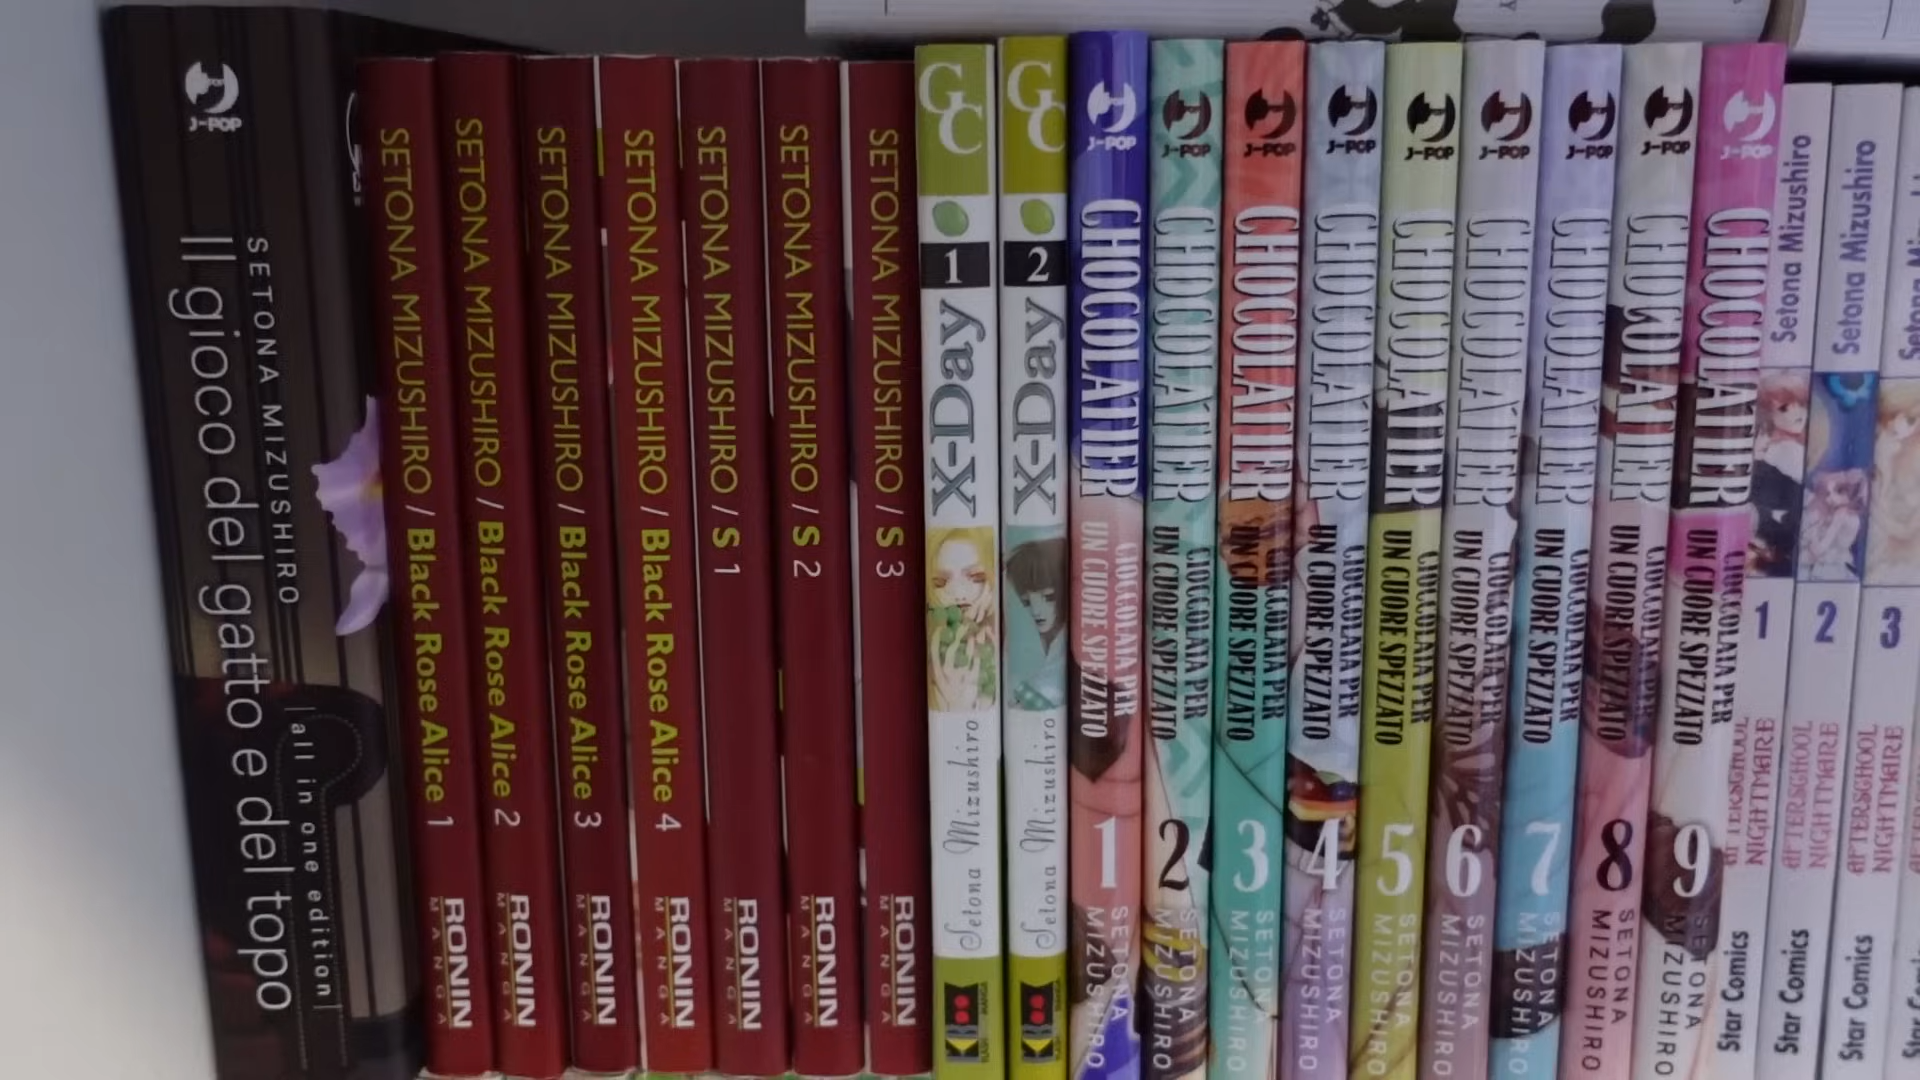 J-POP
SETONA MIZUSHIRO
Il gioco del gatto e del topo
|all in one edition|
SETONA MIZUSHIRO / Black Rose Alice 1
RONIN
MANGA
SETONA MIZUSHIRO / Black Rose Alice 2
RONIN
MANGA
SETONA MIZUSHIRO / Black Rose Alice 3
RONIN
MANGA
SETONA MIZUSHIRO / Black Rose Alice 4
RONIN
MANGA
SETONA MIZUSHIRO / S 1
RONIN
MANGA
SETONA MIZUSHIRO / S 2
RONIN
MANGA
SETONA MIZUSHIRO / S 3
RONIN
MANGA
GC
1
X-Day
Setona Mizushiro
GC
2
X-Day
Setona Mizushiro
J-POP
CHOCOLATIER
CIOCCOLATA PER
UN CUORE SPEZZATO
1
SETONA
MIZUSHIRO
J-POP
CHOCOLATIER
CIOCCOLATA PER
UN CUORE SPEZZATO
2
SETONA
MIZUSHIRO
J-POP
CHOCOLATIER
CIOCCOLATA PER
UN CUORE SPEZZATO
3
SETONA
MIZUSHIRO
J-POP
CHOCOLATIER
CIOCCOLATA PER
UN CUORE SPEZZATO
4
SETONA
MIZUSHIRO
J-POP
CHOCOLATIER
CIOCCOLATA PER
UN CUORE SPEZZATO
5
SETONA
MIZUSHIRO
J-POP
CHOCOLATIER
CIOCCOLATA PER
UN CUORE SPEZZATO
6
SETONA
MIZUSHIRO
J-POP
CHOCOLATIER
CIOCCOLATA PER
UN CUORE SPEZZATO
7
SETONA
MIZUSHIRO
J-POP
CHOCOLATIER
CIOCCOLATA PER
UN CUORE SPEZZATO
8
SETONA
MIZUSHIRO
J-POP
CHOCOLATIER
CIOCCOLATA PER
UN CUORE SPEZZATO
9
SETONA
MIZUSHIRO
Setona Mizushiro
1
AFTERSCHOOL
NIGHTMARE
Star Comics
Setona Mizushiro
2
AFTERSCHOOL
NIGHTMARE
Star Comics
Setona
3
AFTERSCHOOL
NIGHTMARE
Star Comics